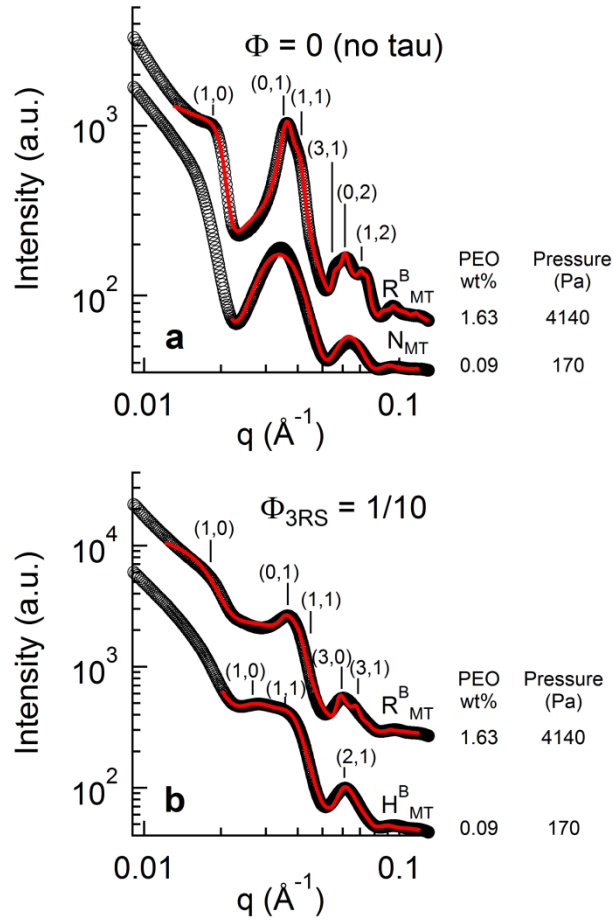 Φ = 0 (no tau)
(1,0)
(0,1)
(1,1)
(3,1)
(0,2)
(1,2)
10³
10²
Intensity (a.u.)
a
R^B_MT
N_MT
PEO wt%
Pressure (Pa)
1.63 4140
0.09 170
0.01
0.1
q (Å⁻¹)
Φ_3RS = 1/10
(1,0)
(0,1)
(1,1)
(3,0)
(3,1)
(1,0)
(1,1)
(2,1)
10⁴
10³
10²
Intensity (a.u.)
b
R^B_MT
H^B_MT
PEO wt%
Pressure (Pa)
1.63 4140
0.09 170
0.01
0.1
q (Å⁻¹)